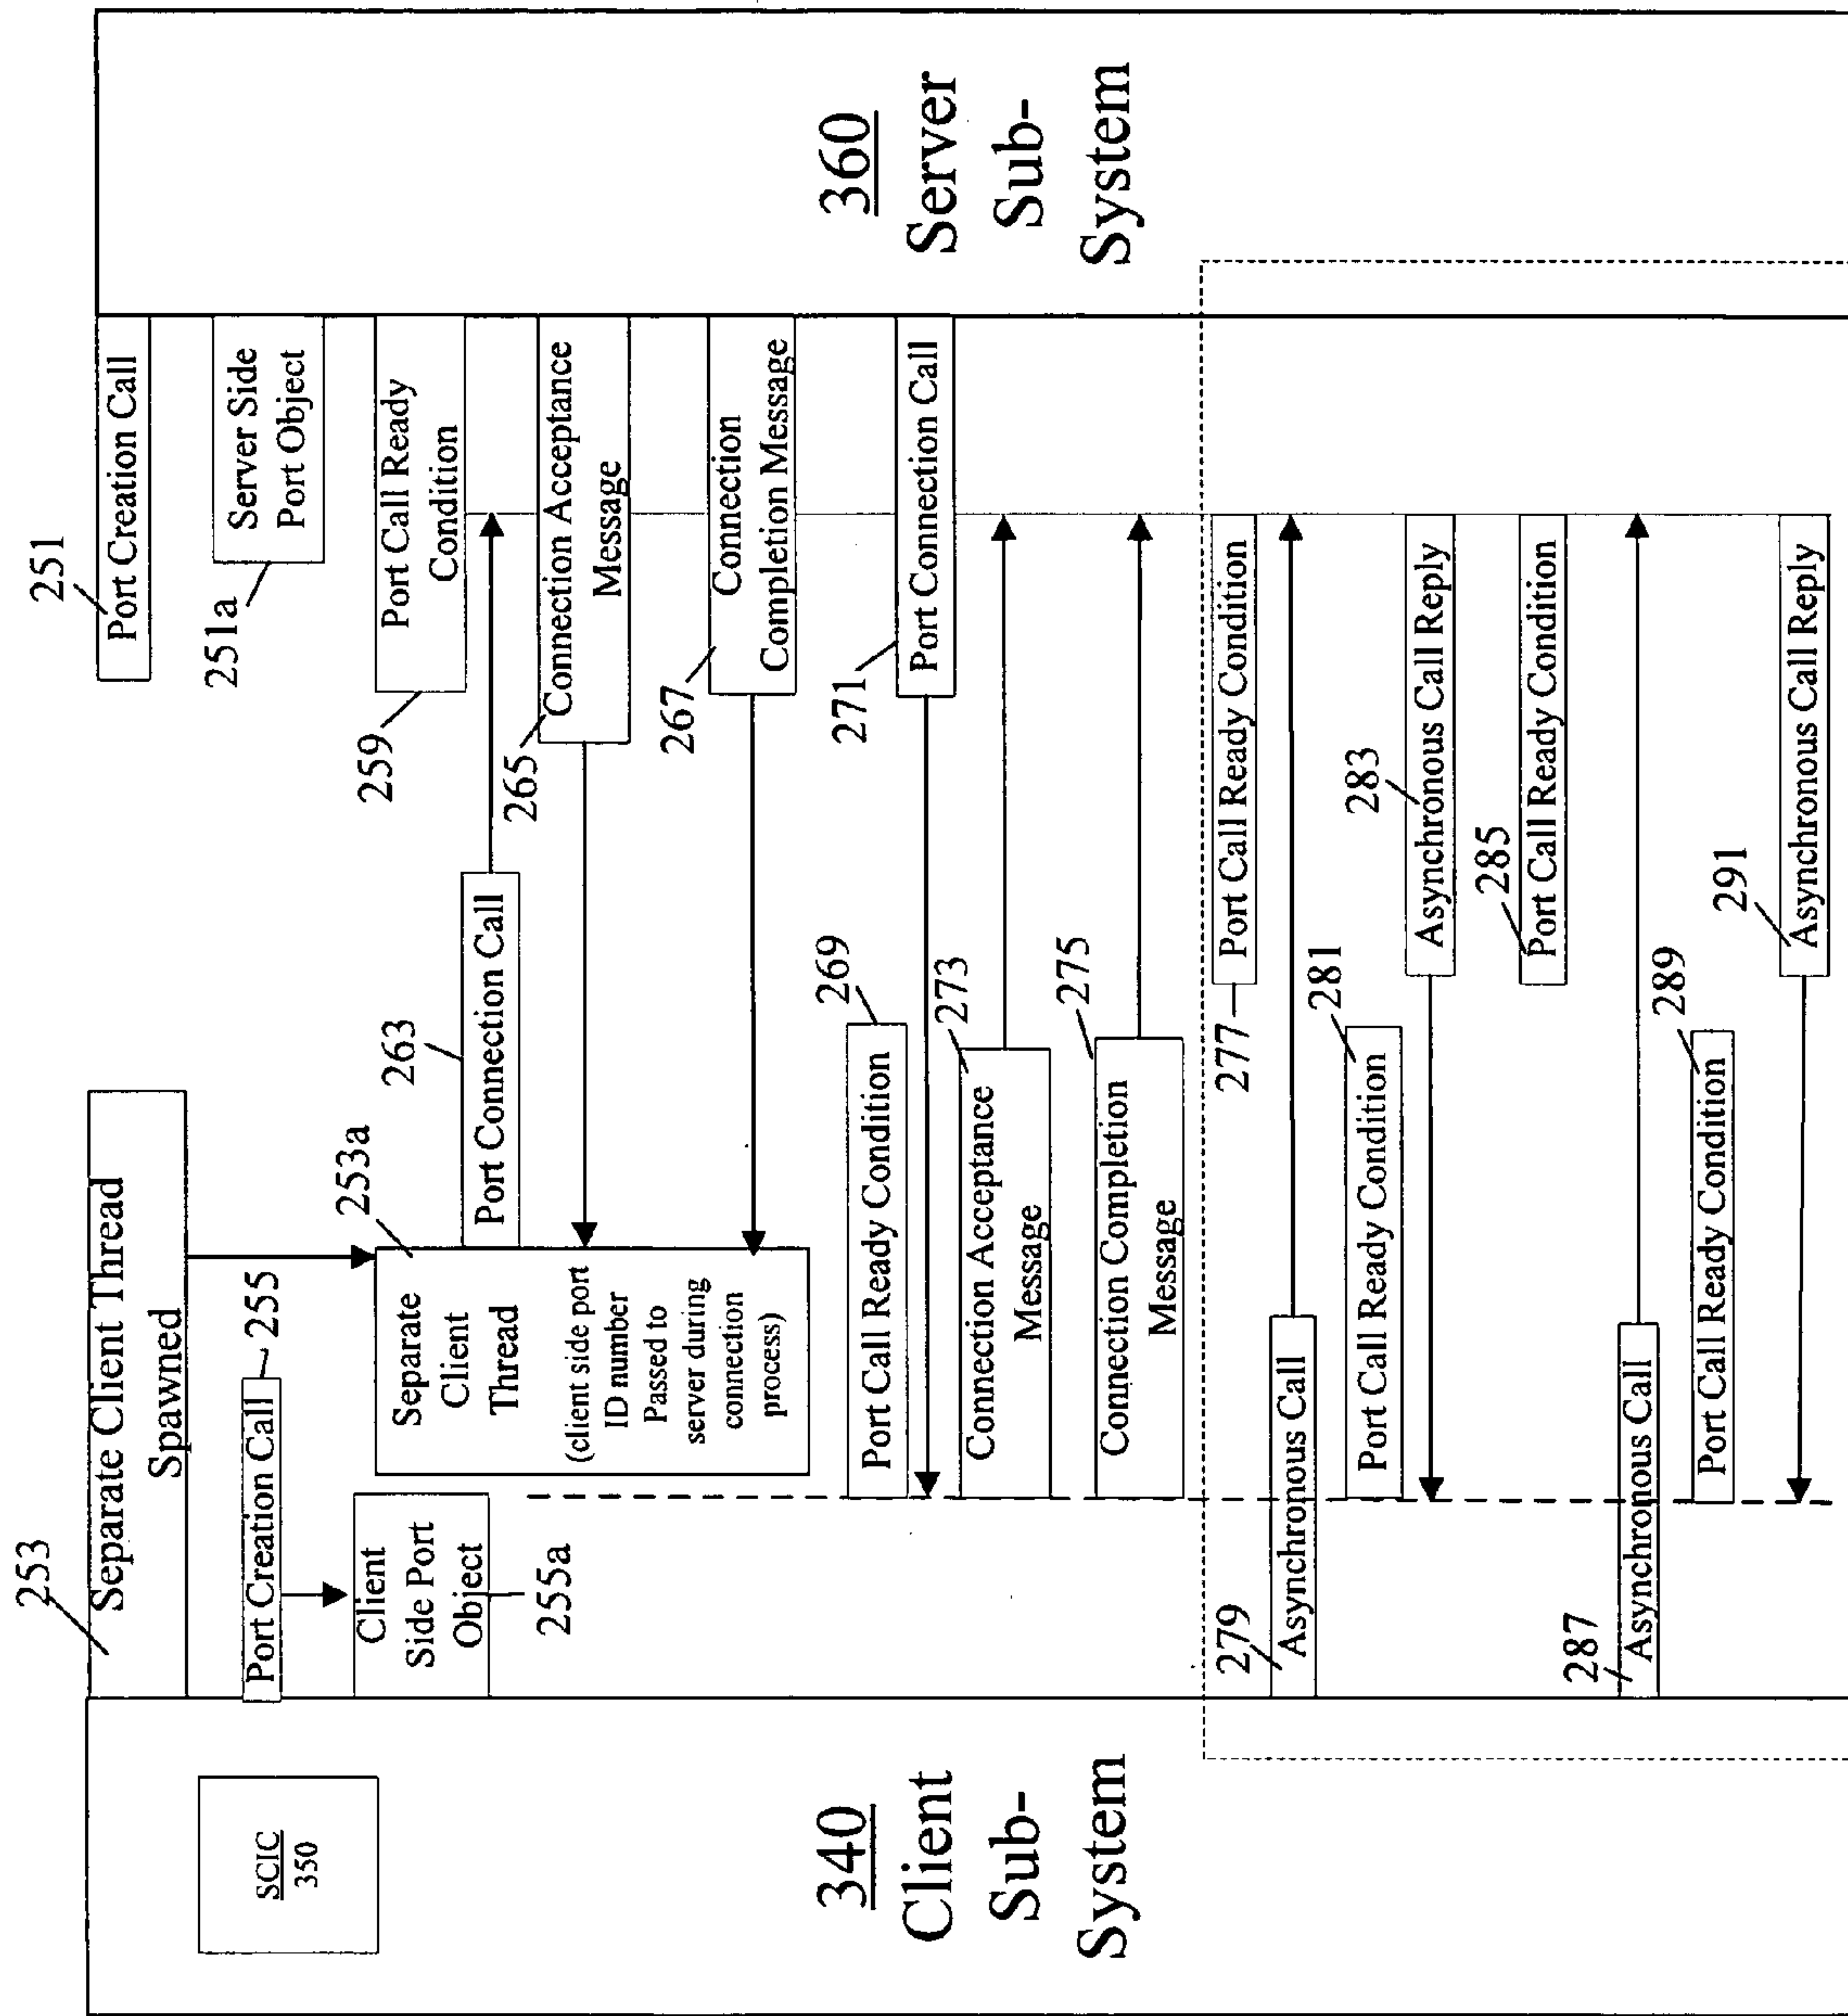 253
Separate Client Thread
Spawned
251
Port Creation Call
Port Creation Call
255
251a
Server Side
Port Object
SCIC
350
Client
Side Port
Object
255a
253a
Separate
Client
Thread
(client side port
ID number
Passed to
server during
connection
process)
259
Port Call Ready
Condition
263
Port Connection Call
265
Connection Acceptance
Message
267
Connection
Completion Message
269
Port Call Ready Condition
271
Port Connection Call
273
Connection Acceptance
Message
275
Connection Completion
Message
340
Client
Sub-
System
360
Server
Sub-
System
277
Port Call Ready Condition
279
Asynchronous Call
281
Port Call Ready Condition
283
Asynchronous Call Reply
285
Port Call Ready Condition
287
Asynchronous Call
289
Port Call Ready Condition
291
Asynchronous Call Reply